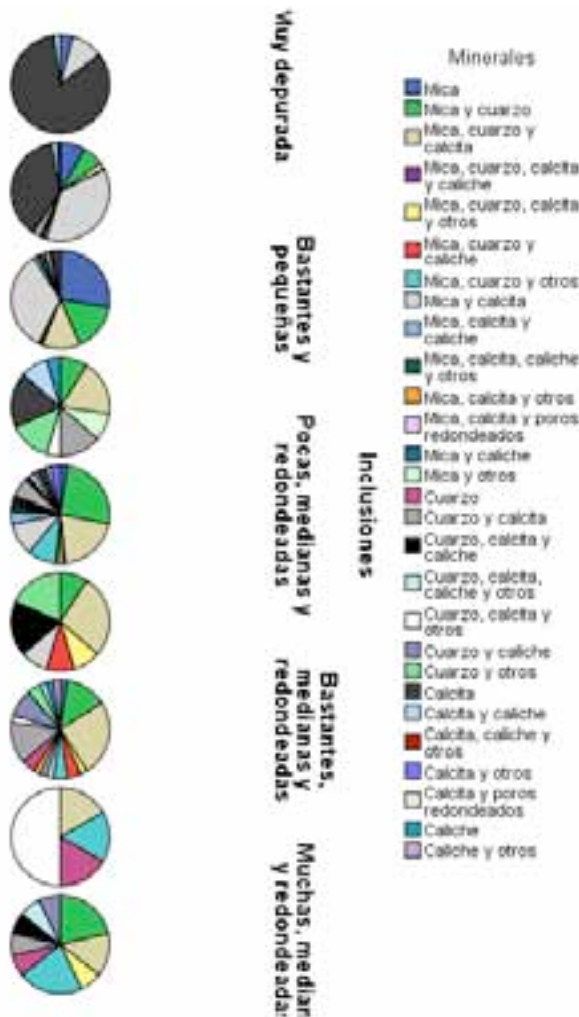 Muy depurada
Bastantes y
pequeñas
Pocas, medianas y
redondeadas
Bastantes,
medianas y
redondeadas
Muchas, median
y redondeadas
Inclusiones
Minerales
Mica
Mica y cuarzo
Mica, cuarzo y
calcita
Mica, cuarzo, calcita
y caliche
Mica, cuarzo, calcita
y otros
Mica, cuarzo y
caliche
Mica, cuarzo y otros
Mica y calcita
Mica, calcita y
caliche
Mica, calcita, caliche
y otros
Mica, calcita y otros
Mica, calcita y poros
redondeados
Mica y caliche
Mica y otros
Cuarzo
Cuarzo y calcita
Cuarzo, calcita y
caliche
Cuarzo, calcita,
caliche y otros
Cuarzo, calcita y
otros
Cuarzo y caliche
Cuarzo y otros
Calcita
Calcita y caliche
Calcita, caliche y
otros
Calcita y otros
Calcita y poros
redondeados
Caliche
Caliche y otros